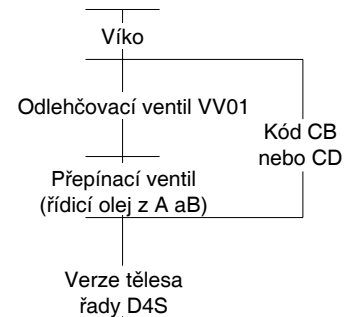 Víko
Odlehčovací ventil VV01
Kód CB
nebo CD
Přepínací ventil
(řídicí olej z A aB)
Verze tělesa
řady D4S